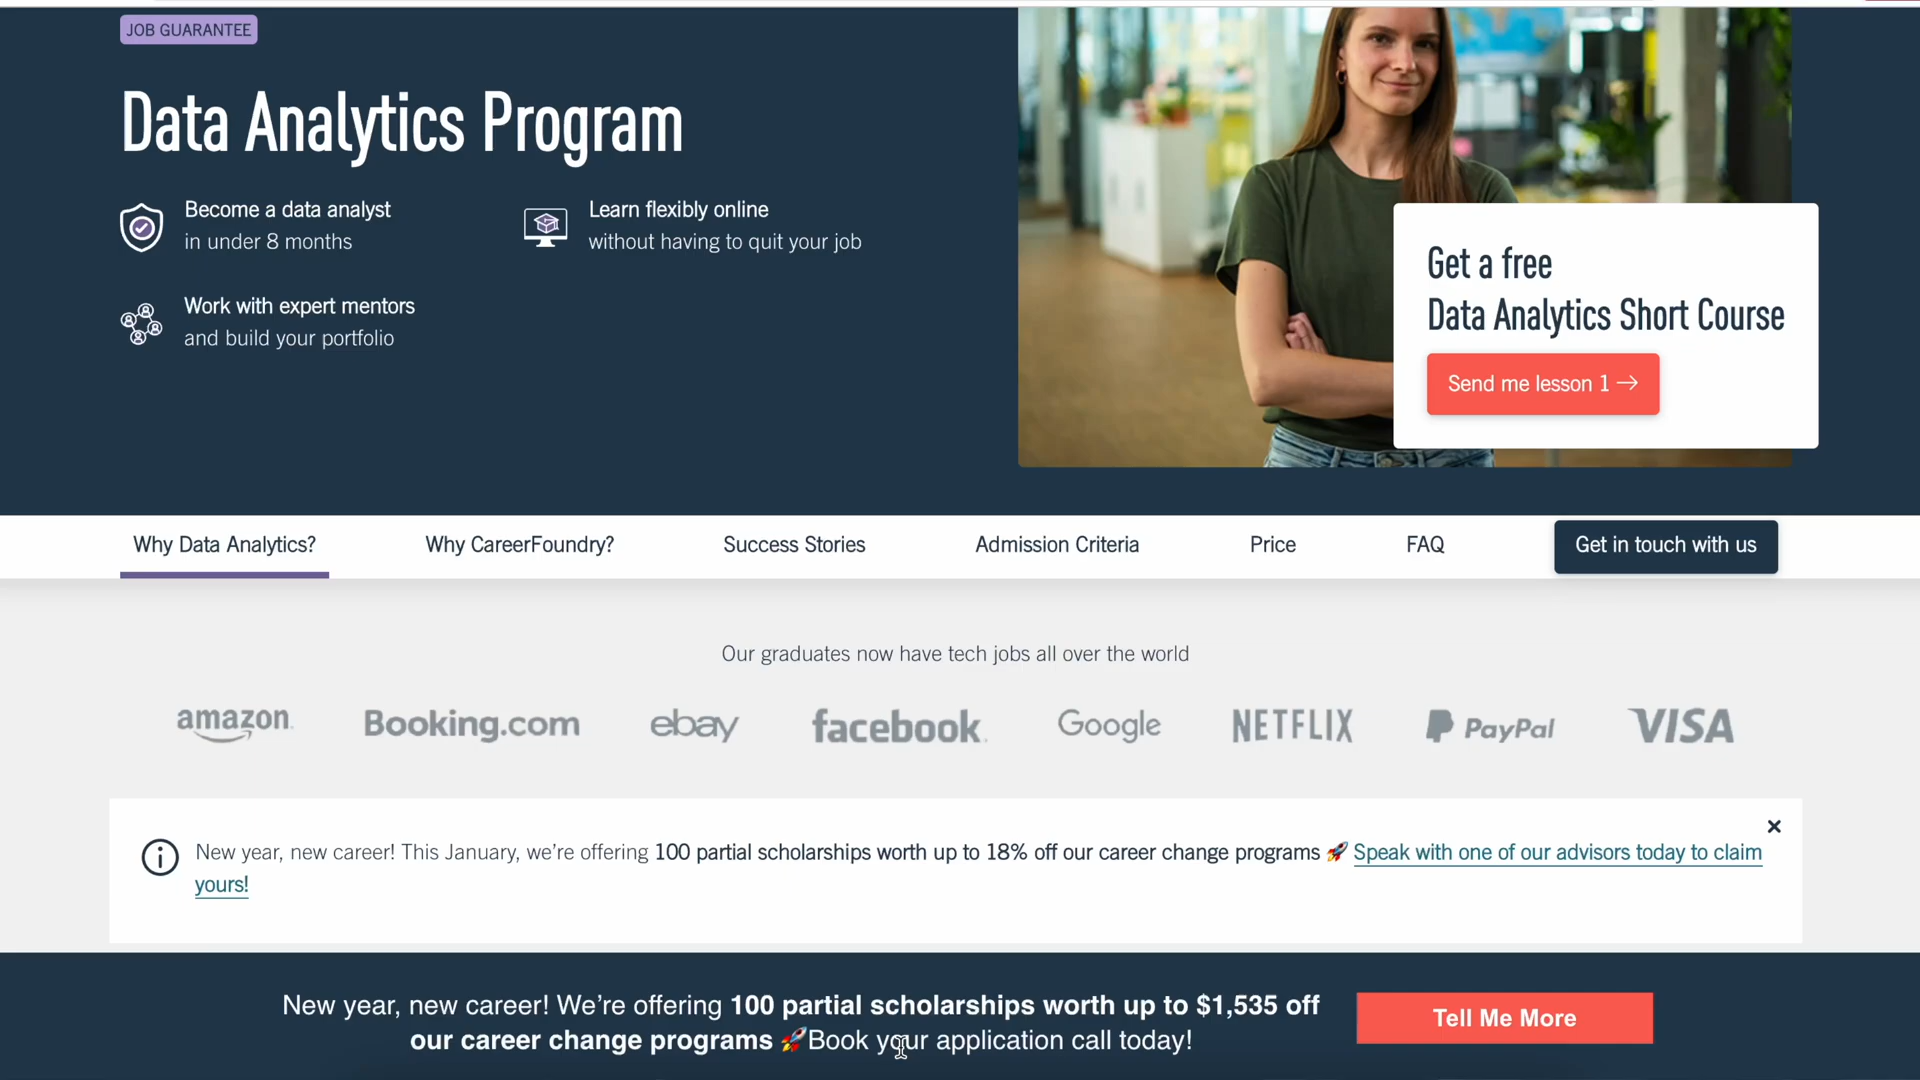 JOB GUARANTEE
Data Analytics Program
Become a data analyst
in under 8 months
Learn flexibly online
without having to quit your job
Work with expert mentors
and build your portfolio
Get a free
Data Analytics Short Course
Send me lesson 1 →
Why Data Analytics?
Why CareerFoundry?
Success Stories
Admission Criteria
Price
FAQ
Get in touch with us
Our graduates now have tech jobs all over the world
amazon
Booking.com
ebay
facebook
Google
NETFLIX
PayPal
VISA
New year, new career! This January, we’re offering 100 partial scholarships worth up to 18% off our career change programs 🚀 Speak with one of our advisors today to claim
yours!
New year, new career! We’re offering 100 partial scholarships worth up to $1,535 off
our career change programs 🚀Book your application call today!
Tell Me More